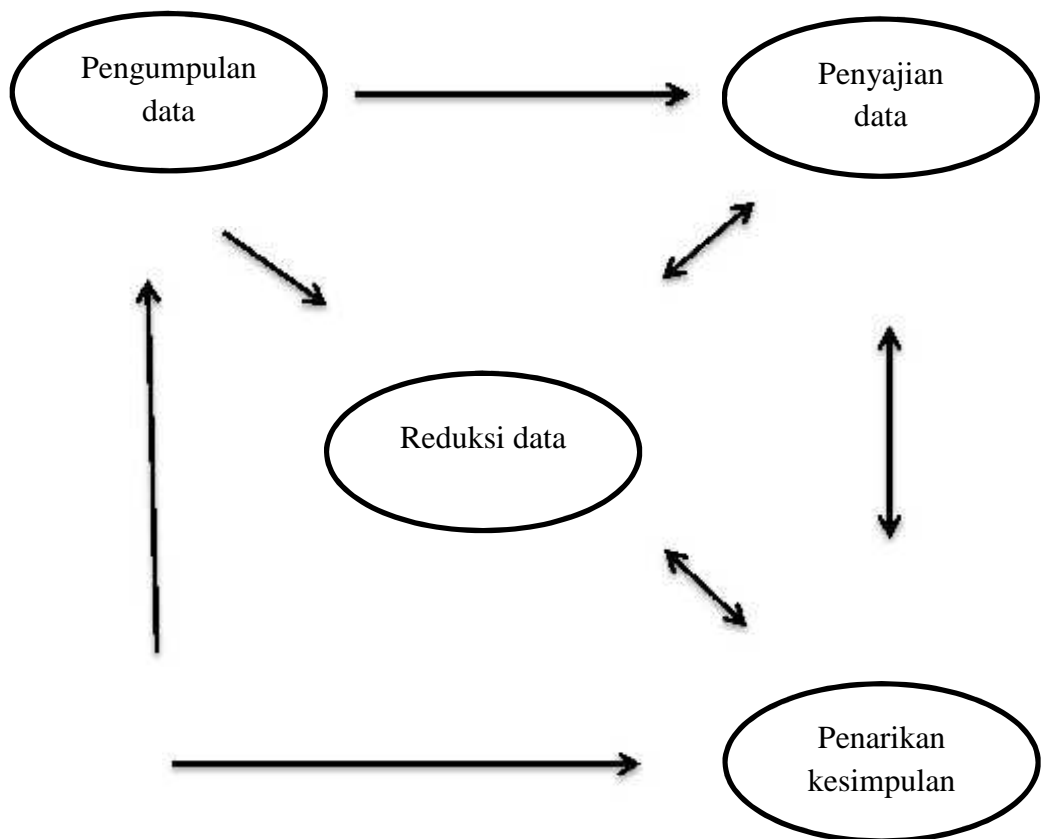 Pengumpulan
data
Penyajian
data
Reduksi data
Penarikan
kesimpulan